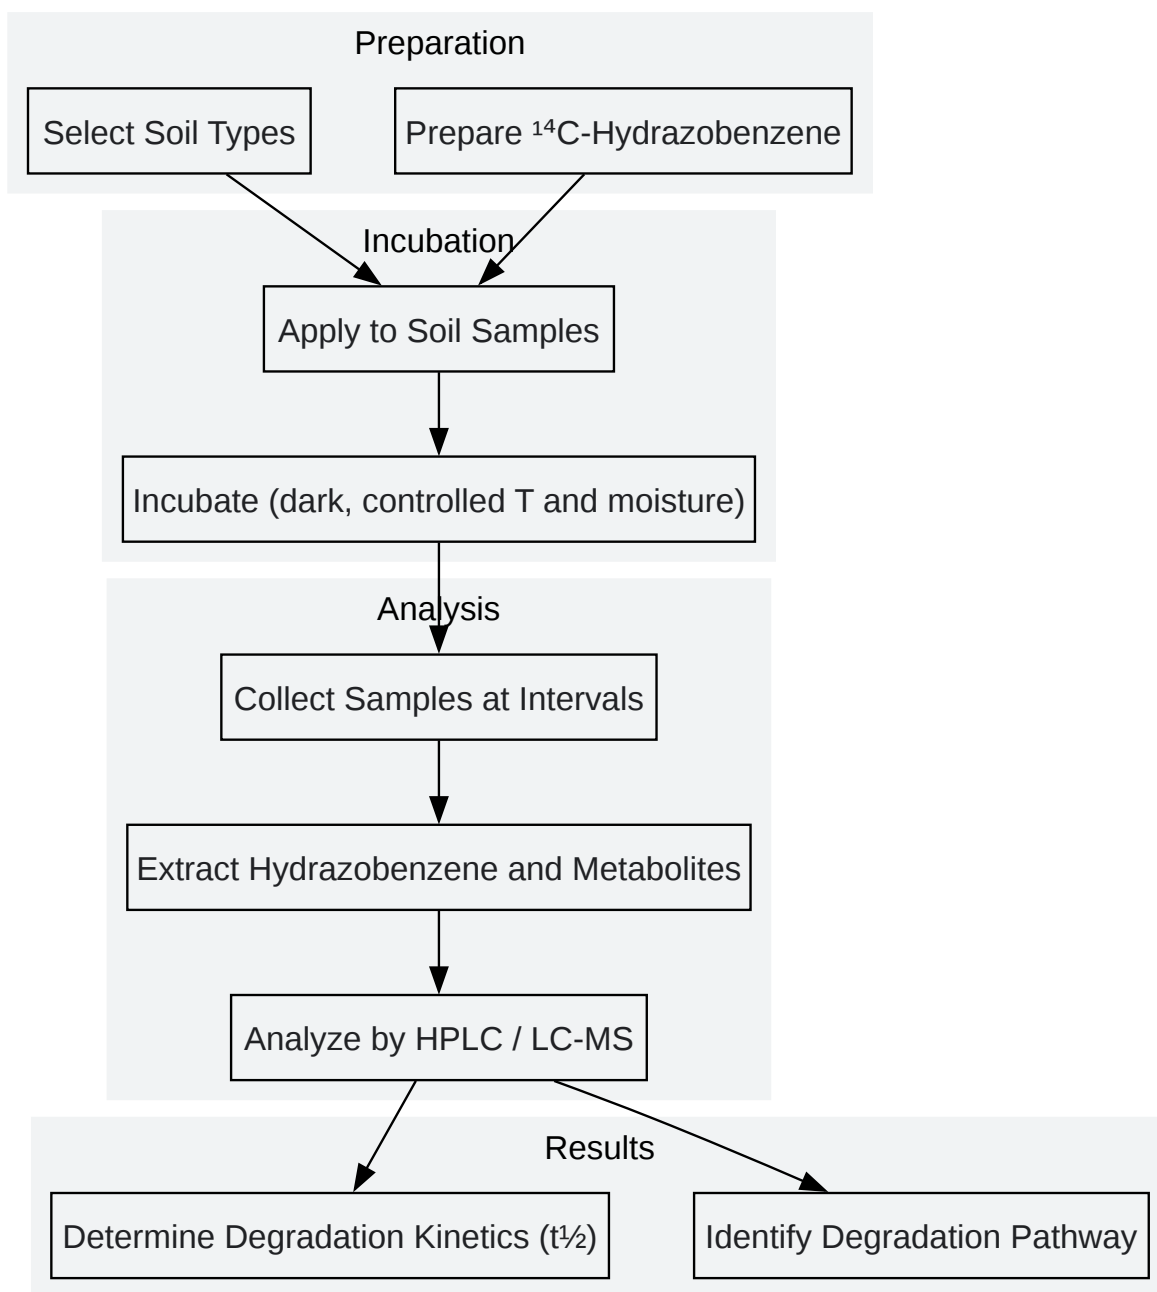 Preparation
Select Soil Types
Prepare ¹⁴C-Hydrazobenzene
Incubation
Apply to Soil Samples
Incubate (dark, controlled T and moisture)
Analysis
Collect Samples at Intervals
Extract Hydrazobenzene and Metabolites
Analyze by HPLC / LC-MS
Results
Determine Degradation Kinetics (t½)
Identify Degradation Pathway